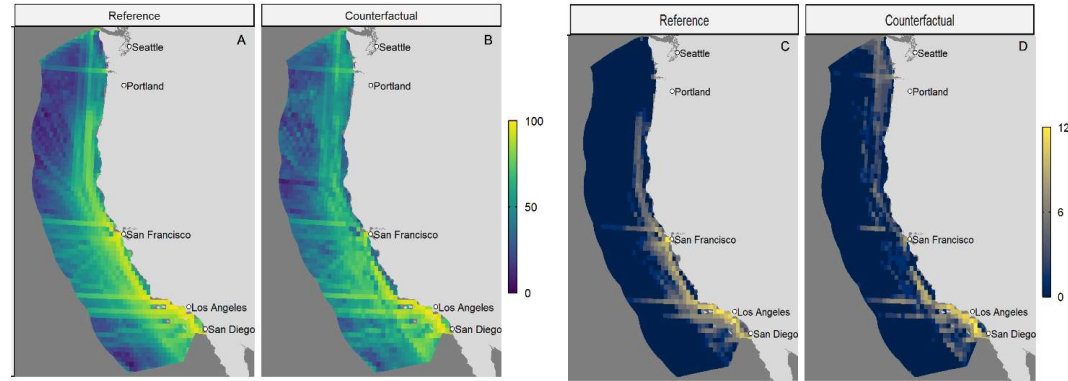 Reference
Counterfactual
A
Seattle
Portland
San Francisco
Los Angeles
San Diego
B
Seattle
Portland
San Francisco
Los Angeles
San Diego
100
50
0
Reference
Counterfactual
C
Seattle
Portland
San Francisco
Los Angeles
San Diego
D
Seattle
Portland
San Francisco
Los Angeles
San Diego
12
6
0